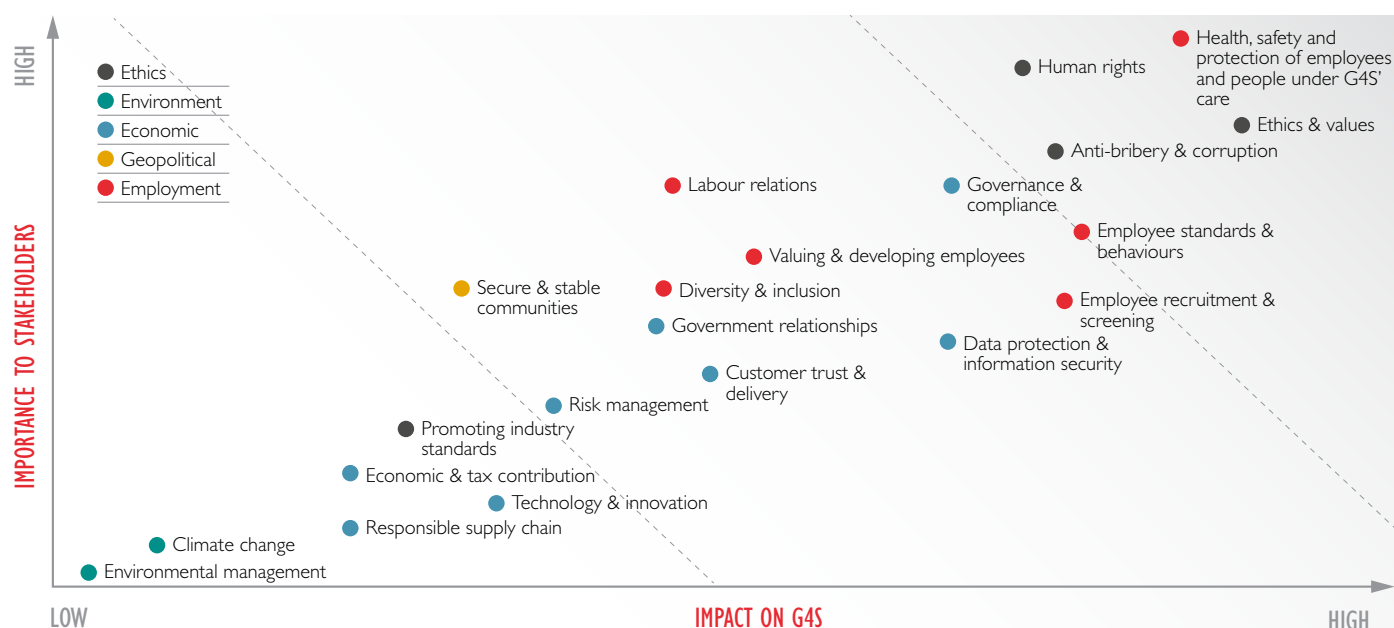 HIGH
IMPORTANCE TO STAKEHOLDERS
Ethics
Environment
Economic
Geopolitical
Employment
Health, safety and
protection of employees
and people under G4S'
care
Human rights
Ethics & values
Anti-bribery & corruption
Labour relations
Governance &
compliance
Employee standards &
behaviours
Valuing & developing employees
Secure & stable
communities
Diversity & inclusion
Employee recruitment &
screening
Government relationships
Data protection &
information security
Customer trust &
delivery
Risk management
Promoting industry
standards
Economic & tax contribution
Technology & innovation
Responsible supply chain
Climate change
Environmental management
LOW
IMPACT ON G4S
HIGH